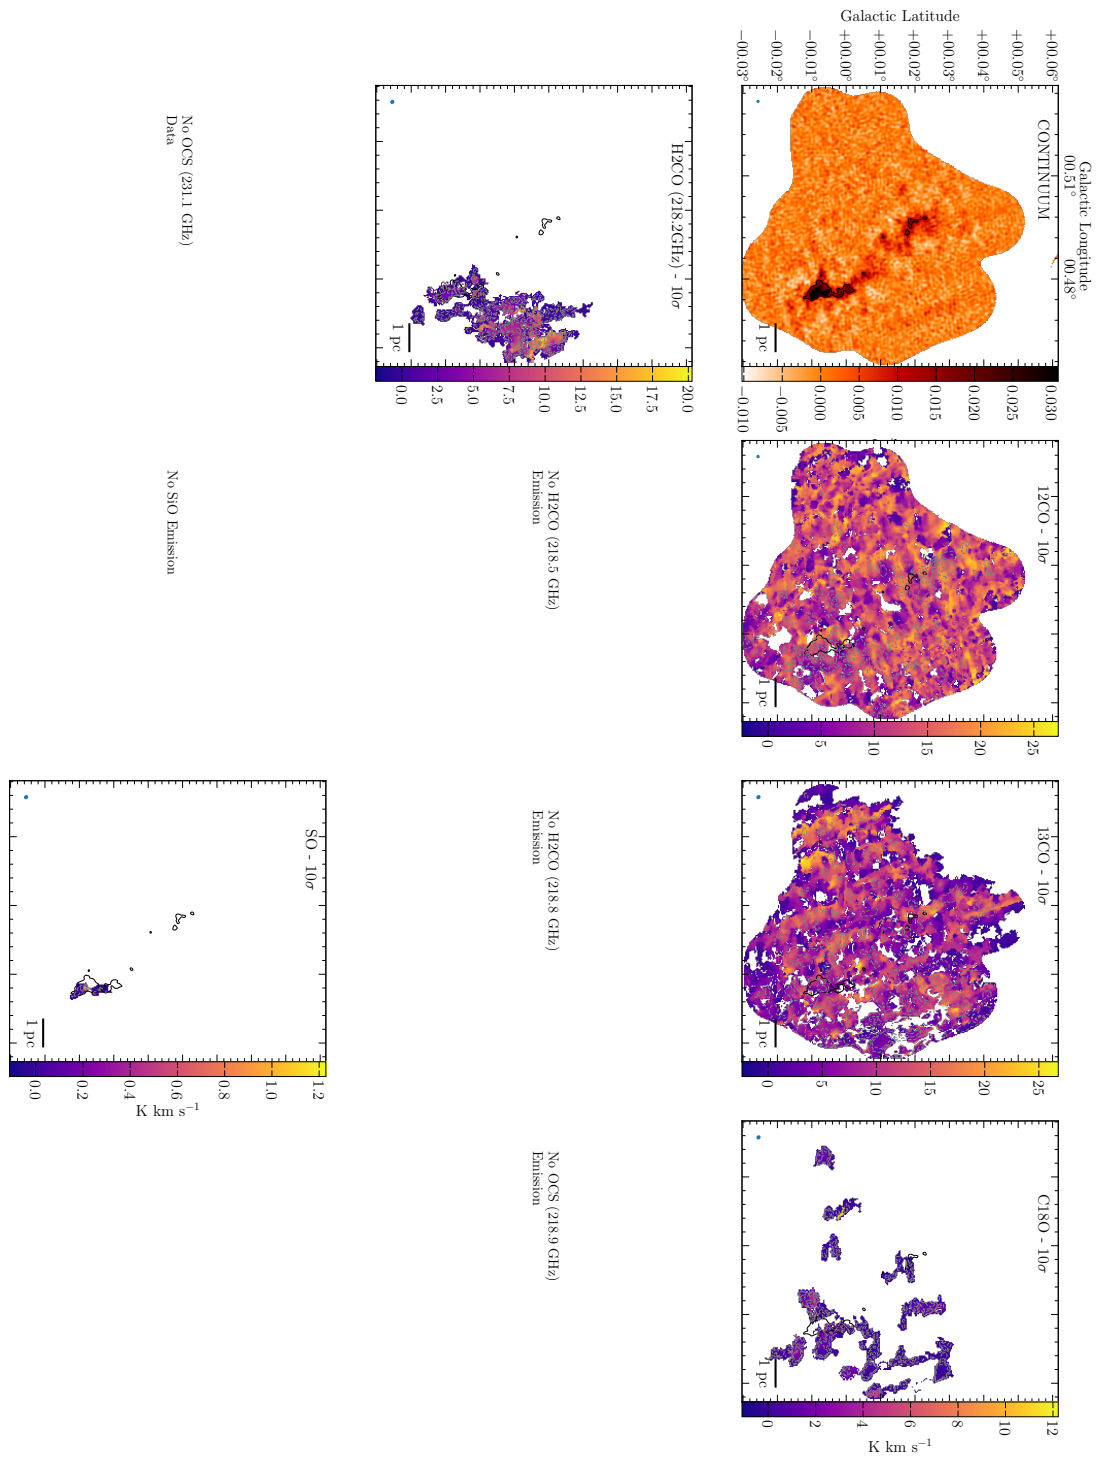 Galactic Longitude
00.51°
00.48°
Galactic Latitude
+00.06°
+00.05°
+00.04°
+00.02°
+00.01°
+00.00°
−00.01°
−00.02°
−00.03°
CONTINUUM
1 pc
0.030
0.025
0.020
0.015
0.010
0.005
0.000
−0.005
−0.010
12CO - 10σ
1 pc
25
20
15
10
5
0
13CO - 10σ
1 pc
25
20
15
10
5
0
C18O - 10σ
1 pc
12
10
8
6
4
2
0
K km s⁻¹
H2CO (218.2GHz) - 10σ
1 pc
20.0
17.5
15.0
12.5
10.0
7.5
5.0
2.5
0.0
No H2CO (218.5 GHz)
Emission
No H2CO (218.8 GHz)
Emission
No OCS (218.9 GHz)
Emission
No OCS (231.1 GHz)
Data
No SiO Emission
SO - 10σ
1 pc
1.2
1.0
0.8
0.6
0.4
0.2
0.0
K km s⁻¹